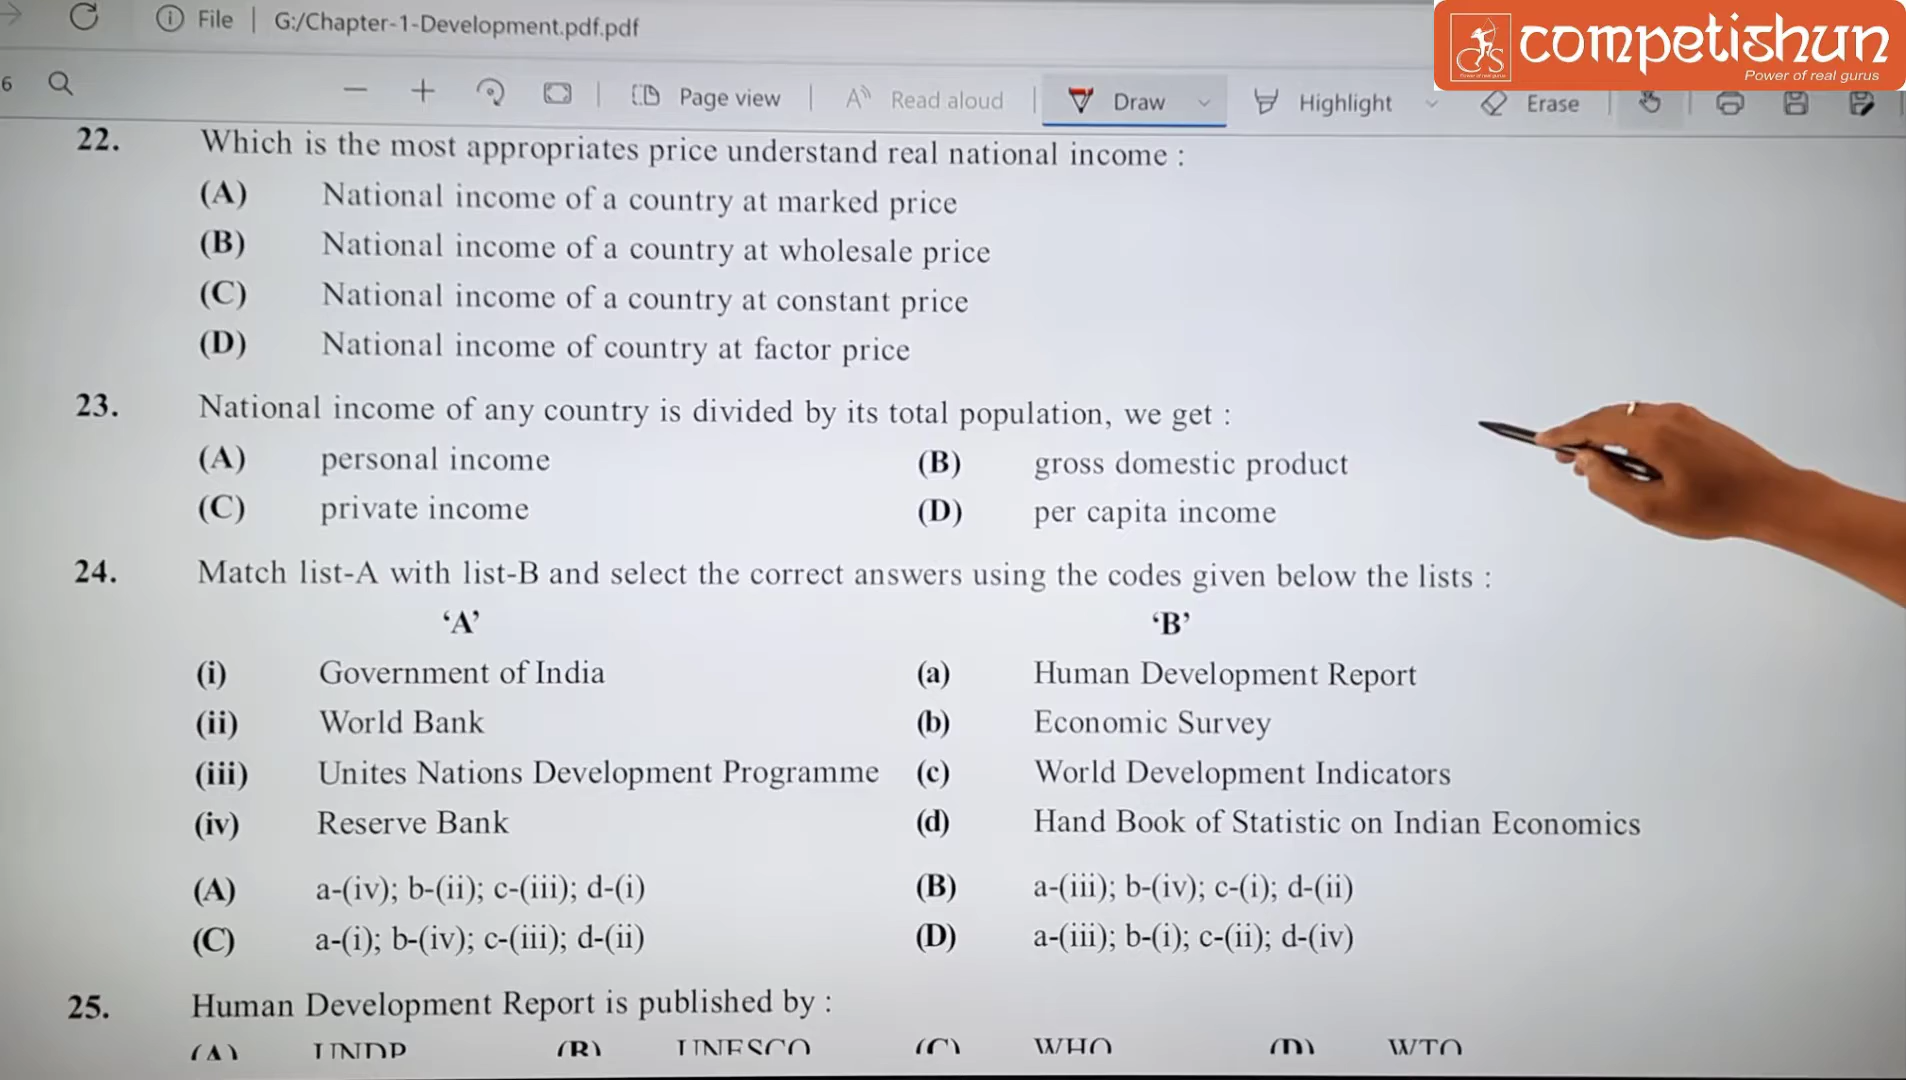 File | G:/Chapter-1-Development.pdf.pdf
competishun
Power of real gurus
6 Page view | Read aloud | Draw Highlight Erase
22. Which is the most appropriates price understand real national income :
(A) National income of a country at marked price
(B) National income of a country at wholesale price
(C) National income of a country at constant price
(D) National income of country at factor price
23. National income of any country is divided by its total population, we get :
(A) personal income (B) gross domestic product
(C) private income (D) per capita income
24. Match list-A with list-B and select the correct answers using the codes given below the lists :
‘A’ ‘B’
(i) Government of India (a) Human Development Report
(ii) World Bank (b) Economic Survey
(iii) Unites Nations Development Programme (c) World Development Indicators
(iv) Reserve Bank (d) Hand Book of Statistic on Indian Economics
(A) a-(iv); b-(ii); c-(iii); d-(i) (B) a-(iii); b-(iv); c-(i); d-(ii)
(C) a-(i); b-(iv); c-(iii); d-(ii) (D) a-(iii); b-(i); c-(ii); d-(iv)
25. Human Development Report is published by :
(A) UNDP (B) UNESCO (C) WHO (D) WTO